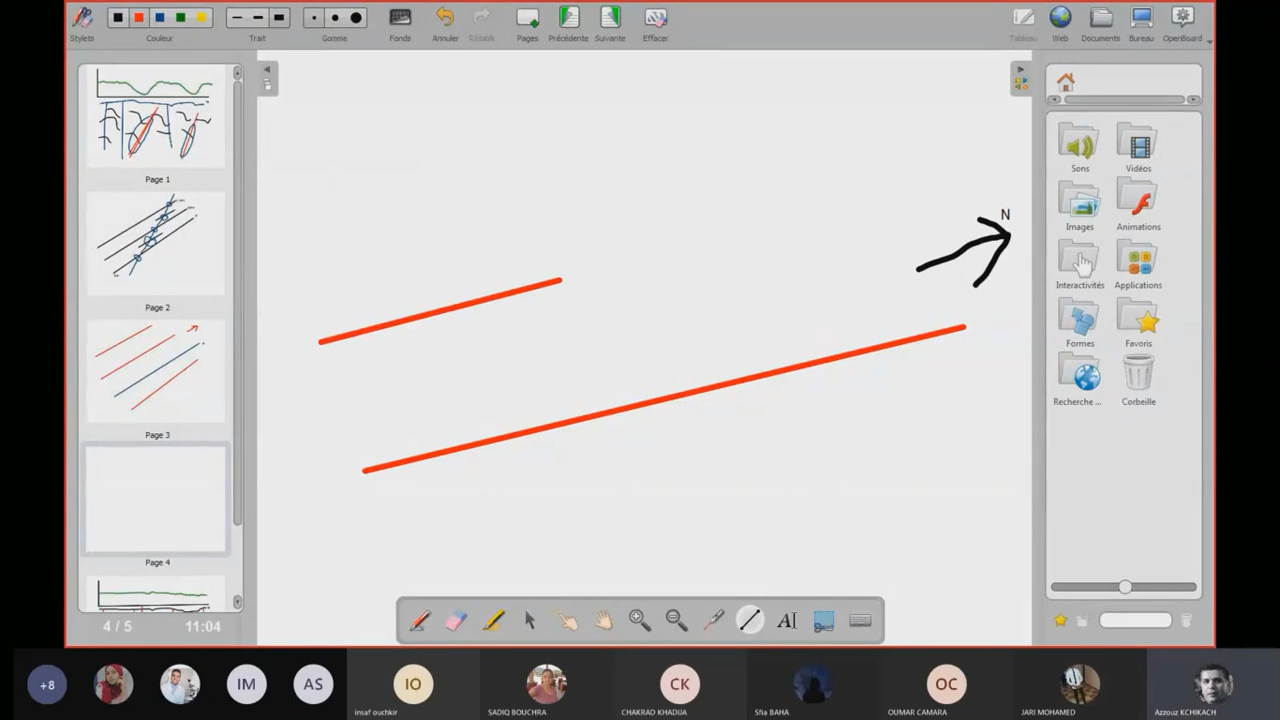 Stylets
Couleur
Trait
Gomme
Fonds
Annuler
Rétablir
Pages
Précédente
Suivante
Effacer
Tableau
Web
Documents
Bureau
OpenBoard
Page 1
Page 2
Page 3
Page 4
4 / 5
11:04
N
Sons
Vidéos
Images
Animations
Interactivités
Applications
Formes
Favoris
Recherche ...
Corbeille
A
+8
IM
AS
IO
CK
OC
insaf ouchkir
SADIQ BOUCHRA
CHAKRAO KHADIJA
Sfia BAHA
OUMAR CAMARA
JARI MOHAMED
Azzouz KCHIKACH